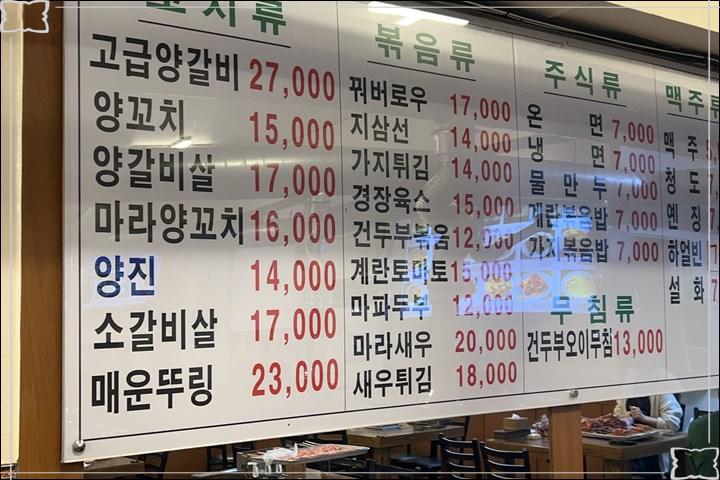 꼬치류
고급양갈비 27,000
양꼬치 15,000
양갈비살 17,000
마라양꼬치 16,000
양진 14,000
소갈비살 17,000
매운뚜링 23,000
볶음류
꿔버로우 17,000
지삼선 14,000
가지튀김 14,000
경장육스 15,000
건두부볶음 12,000
계란토마토 15,000
마파두부 12,000
마라새우 20,000
새우튀김 18,000
주식류
온면 7,000
냉면 7,000
물만두 7,000
계란볶음밥 7,000
가지볶음밥 7,000
무침류
건두부오이무침 13,000
맥주류
맥주
청도
옌징
하얼빈
설화